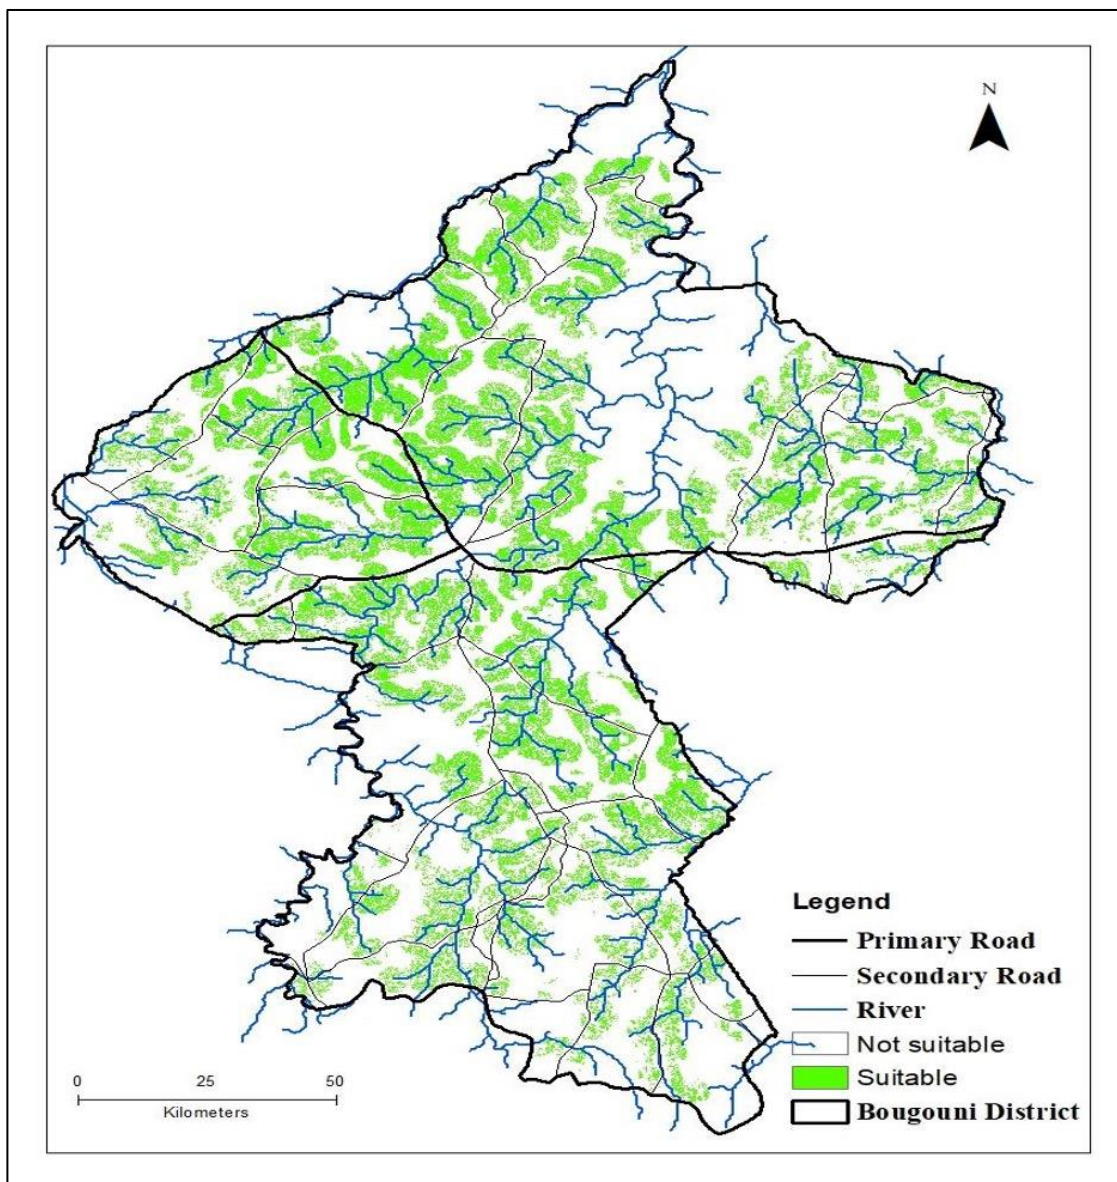 N
Legend
Primary Road
Secondary Road
River
Not suitable
Suitable
Bougouni District
0 25 50
Kilometers